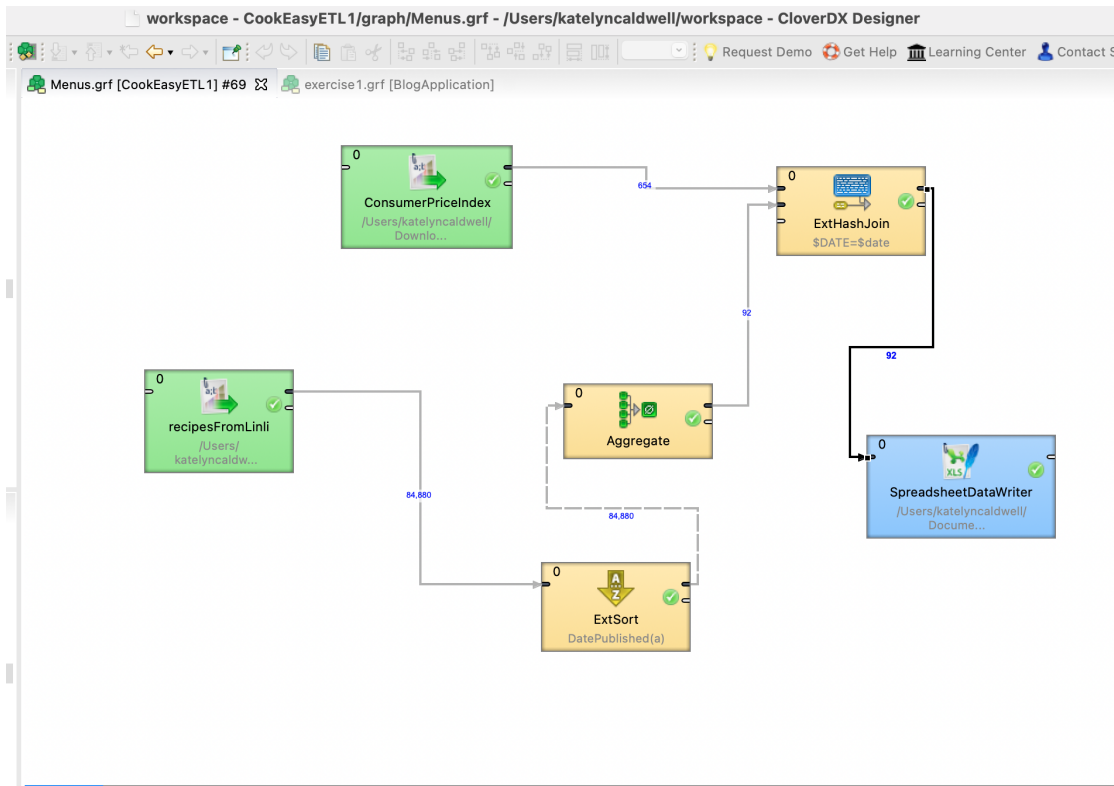 workspace - CookEasyETL1/graph/Menus.grf - /Users/katelyncaldwell/workspace - CloverDX Designer
Request Demo Get Help Learning Center Contact S
Menus.grf [CookEasyETL1] #69 exercise1.grf [BlogApplication]
0
ConsumerPriceIndex
/Users/katelyncaldwell/
Downlo...
654
0
ExtHashJoin
$DATE=$date
92
92
0
recipesFromLinli
/Users/
katelyncaldw...
84,880
0
Aggregate
84,880
0
XLS
SpreadsheetDataWriter
/Users/katelyncaldwell/
Docume...
0
A
Z
ExtSort
DatePublished(a)